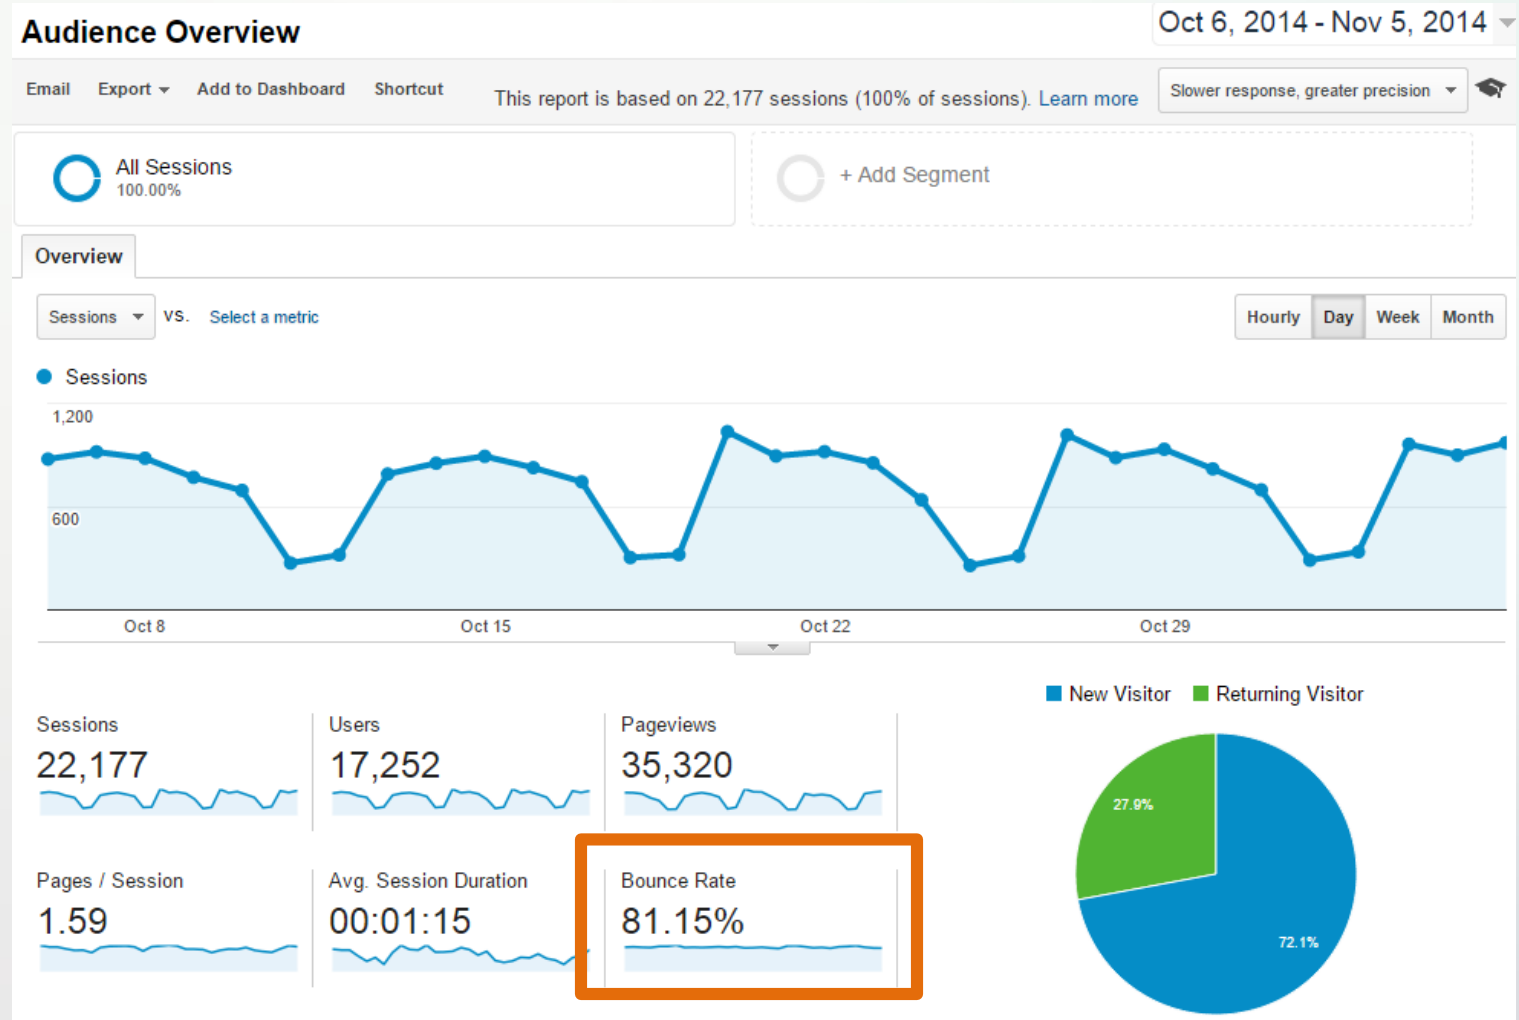 Audience Overview
Oct 6, 2014 - Nov 5, 2014
Email Export Add to Dashboard Shortcut
This report is based on 22,177 sessions (100% of sessions). Learn more
Slower response, greater precision
All Sessions
100.00%
+ Add Segment
Overview
Sessions vs. Select a metric
Hourly Day Week Month
Sessions
1,200
600
Oct 8 Oct 15 Oct 22 Oct 29
New Visitor Returning Visitor
Sessions
22,177
Users
17,252
Pageviews
35,320
Pages / Session
1.59
Avg. Session Duration
00:01:15
Bounce Rate
81.15%
27.9%
72.1%